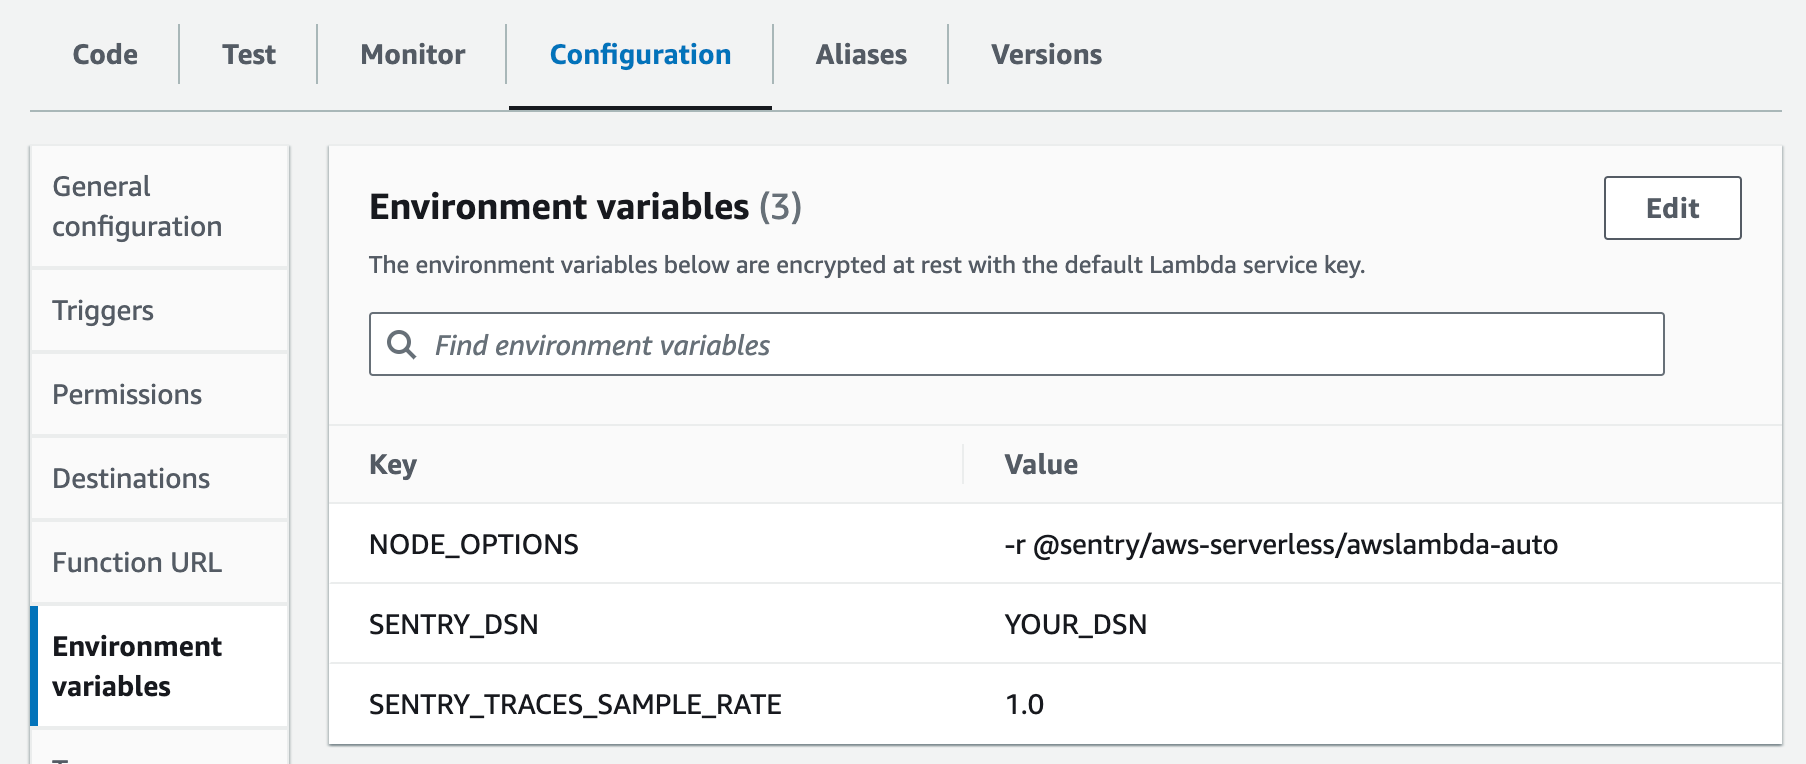 Code Test Monitor Configuration Aliases Versions
General
configuration
Triggers
Permissions
Destinations
Function URL
Environment
variables
Environment variables (3)
Edit
The environment variables below are encrypted at rest with the default Lambda service key.
Find environment variables
Key Value
NODE_OPTIONS -r @sentry/aws-serverless/awslambda-auto
SENTRY_DSN YOUR_DSN
SENTRY_TRACES_SAMPLE_RATE 1.0